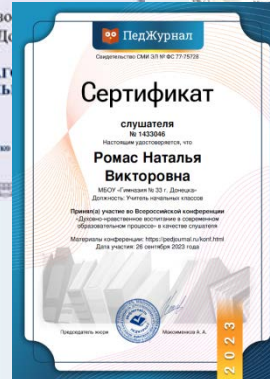 ПедЖурнал
Свидетельство СМИ ЭЛ № ФС 77-75726
Сертификат
слушателя
№ 1433046
Настоящим удостоверяется, что
Ромас Наталья
Викторовна
МБОУ «Гимназия № 33 г. Донецка»
Должность: Учитель начальных классов
Принял(а) участие во Всероссийской конференции
«Духовно-нравственное воспитание в современном
образовательном процессе» в качестве слушателя
Материалы конференции: https://pedjournal.ru/konf.html
Дата участия: 26 сентября 2023 года
Председатель жюри
Максименков А. А.
2023